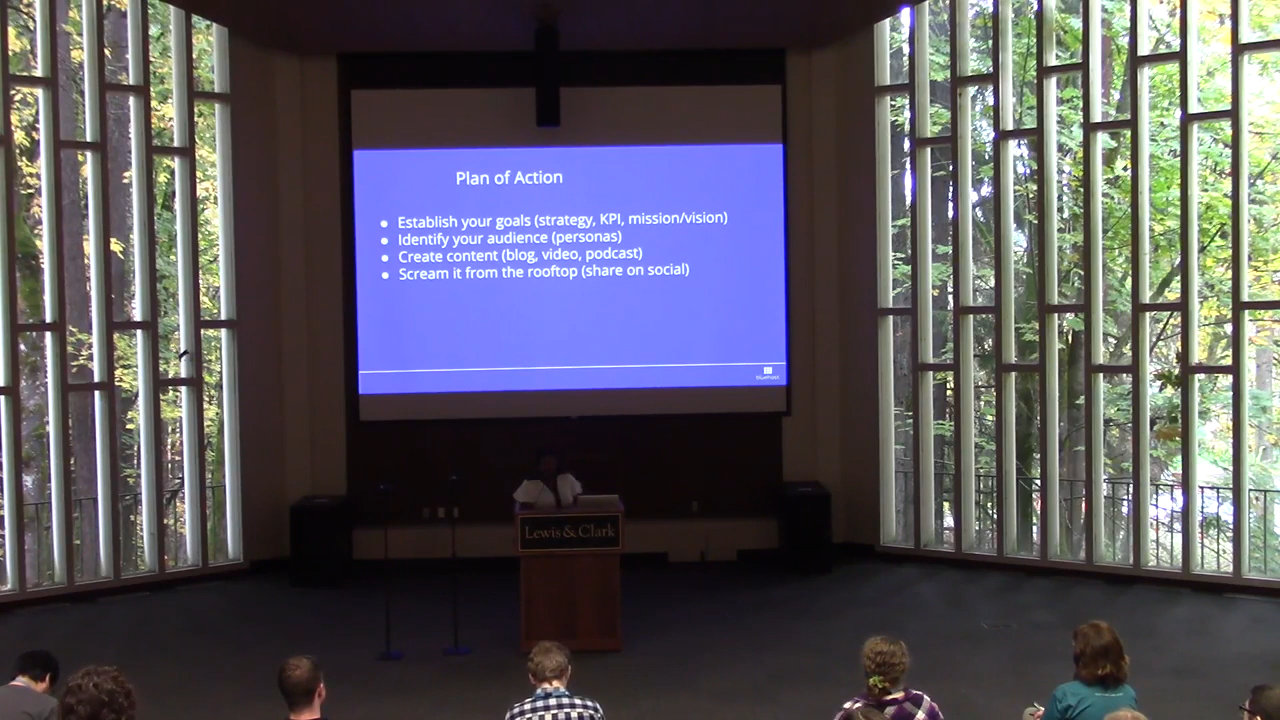 Plan of Action
● Establish your goals (strategy, KPI, mission/vision)
● Identify your audience (personas)
● Create content (blog, video, podcast)
● Scream it from the rooftop (share on social)
Lewis & Clark